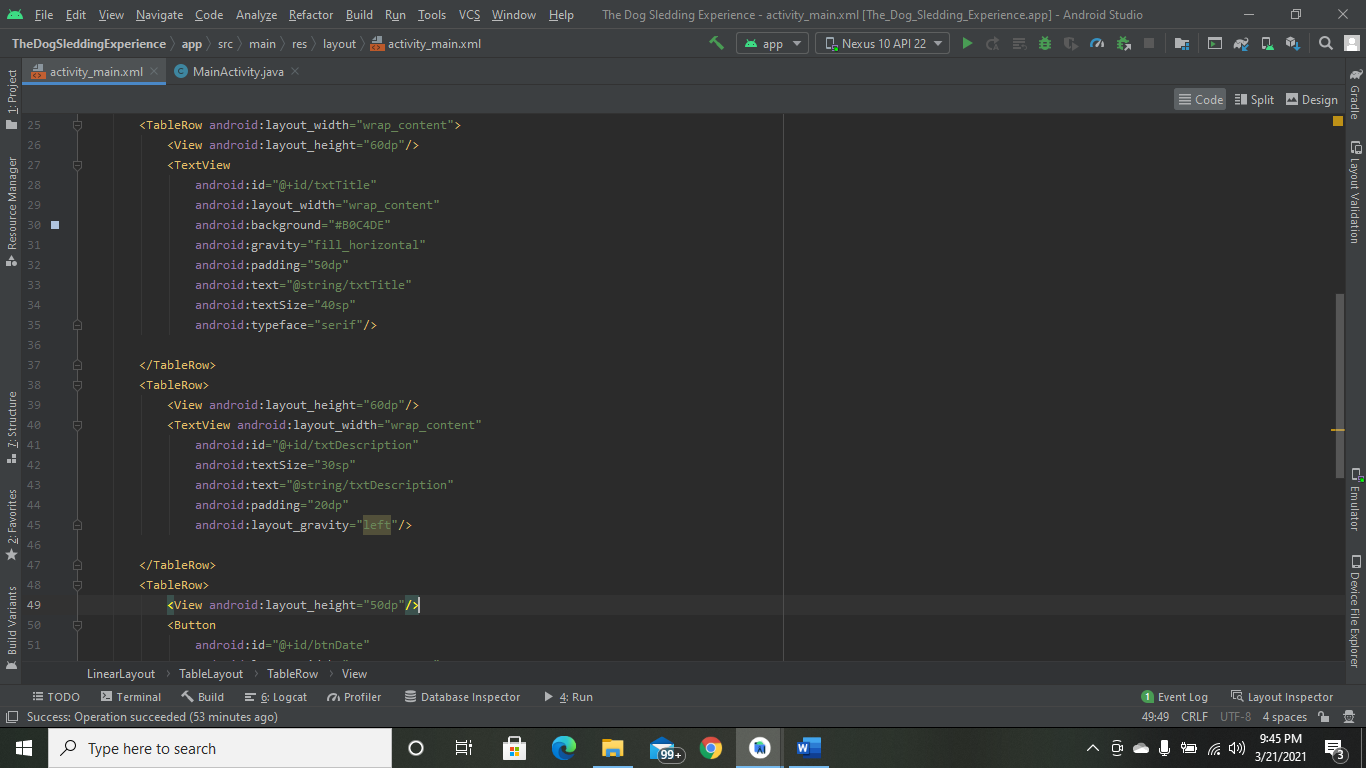 File Edit View Navigate Code Analyze Refactor Build Run Tools VCS Window Help The Dog Sledding Experience - activity_main.xml [The_Dog_Sledding_Experience.app] - Android Studio
TheDogSleddingExperience app src main res layout activity_main.xml app Nexus 10 API 22
activity_main.xml MainActivity.java
Code Split Design
25 <TableRow android:layout_width="wrap_content">
26 <View android:layout_height="60dp"/>
27 <TextView
28 android:id="@+id/txtTitle"
29 android:layout_width="wrap_content"
30 android:background="#B0C4DE"
31 android:gravity="fill_horizontal"
32 android:padding="50dp"
33 android:text="@string/txtTitle"
34 android:textSize="40sp"
35 android:typeface="serif"/>
36
37 </TableRow>
38 <TableRow>
39 <View android:layout_height="60dp"/>
40 <TextView android:layout_width="wrap_content"
41 android:id="@+id/txtDescription"
42 android:textSize="30sp"
43 android:text="@string/txtDescription"
44 android:padding="20dp"
45 android:layout_gravity="left"/>
46
47 </TableRow>
48 <TableRow>
49 <View android:layout_height="50dp"/>
50 <Button
51 android:id="@+id/btnDate"
1: Project
Resource Manager
7: Structure
2: Favorites
Build Variants
Gradle
Layout Validation
Emulator
Device File Explorer
LinearLayout TableLayout TableRow View
TODO Terminal Build 6: Logcat Profiler Database Inspector 4: Run 1 Event Log Layout Inspector
Success: Operation succeeded (53 minutes ago) 49:49 CRLF UTF-8 4 spaces
Type here to search 99+ 9:45 PM
3/21/2021 3